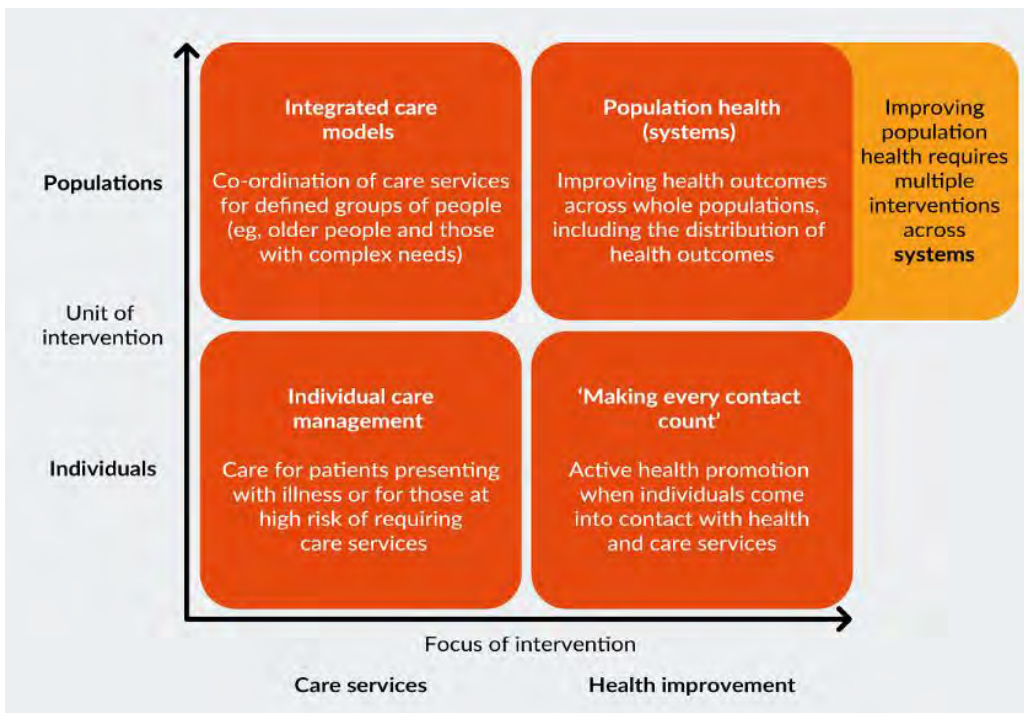 Populations
Unit of
intervention
Individuals
Integrated care
models
Co-ordination of care services
for defined groups of people
(eg, older people and those
with complex needs)
Population health
(systems)
Improving health outcomes
across whole populations,
including the distribution of
health outcomes
Improving
population
health requires
multiple
interventions
across
systems
Individual care
management
Care for patients presenting
with illness or for those at
high risk of requiring
care services
‘Making every contact
count’
Active health promotion
when individuals come
into contact with health
and care services
Focus of intervention
Care services
Health improvement